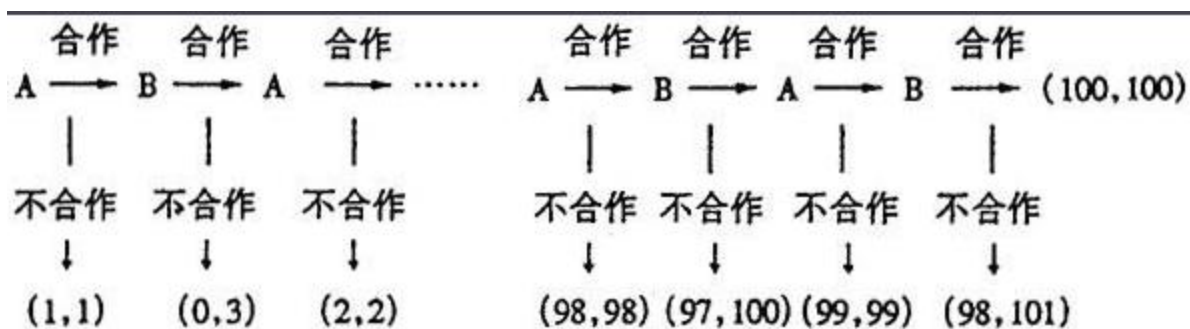 合作 合作 合作 合作 合作 合作 合作
A → B → A → ······ A → B → A → B → (100,100)
不合作 不合作 不合作 不合作 不合作 不合作 不合作
(1,1) (0,3) (2,2) (98,98) (97,100) (99,99) (98,101)